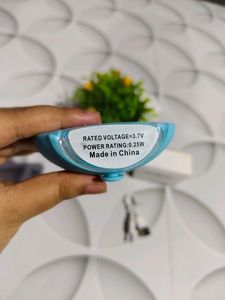 RATED VOLTAGE=3.7V
POWER RATING:0.25W
Made in China